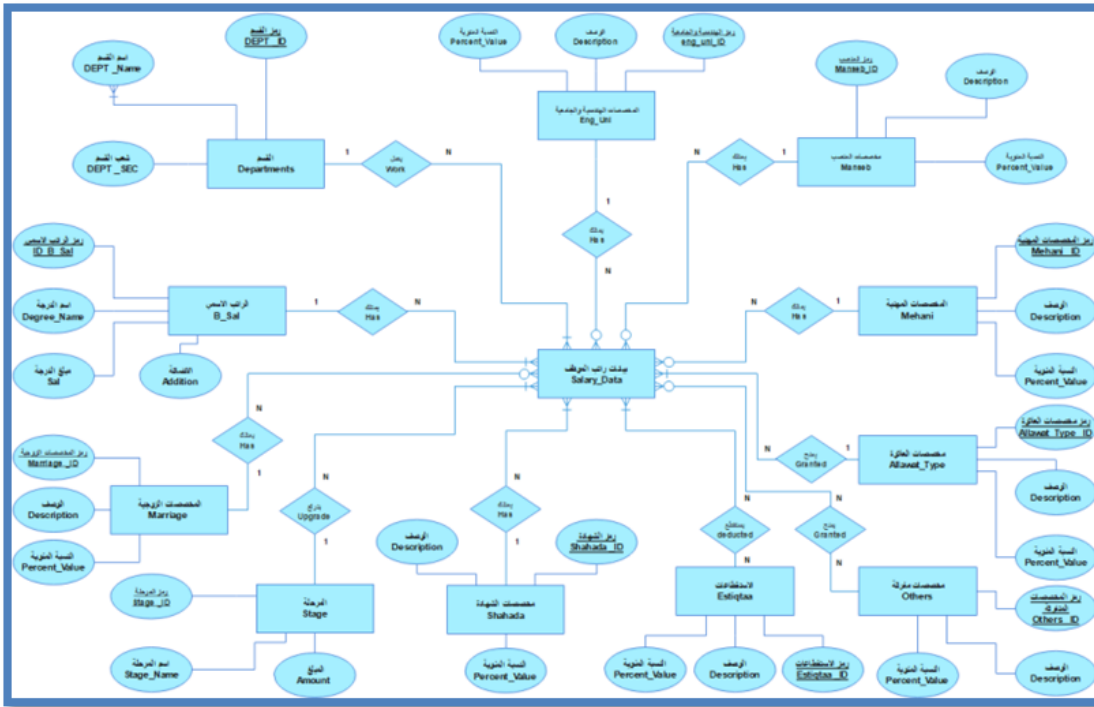 رمز القسم
DEPT_ID
اسم القسم
DEPT_Name
شعب القسم
DEPT_SEC
القسم
Departments
1
يعمل
Work
N
النسبة المئوية
Percent_Value
الوصف
Description
رمز الهندسية والجامعية
eng_uni_ID
المخصصات الهندسية والجامعية
Eng_Uni
1
يمتلك
Has
N
رمز المنصب
Manseb_ID
الوصف
Description
النسبة المئوية
Percent_Value
مخصصات المنصب
Manseb
N
يمتلك
Has
1
رمز الراتب الاسمي
ID_B_Sal
اسم الدرجة
Degree_Name
مبلغ الدرجة
Sal
Addition
الراتب الاسمي
B_Sal
1
يمتلك
Has
N
رمز المخصصات المهنية
Mehani_ID
الوصف
Description
النسبة المئوية
Percent_Value
المخصصات المهنية
Mehani
N
يمتلك
Has
1
بيانات راتب الموظف
Salary_Data
رمز المخصصات الزوجية
Marriage_ID
الوصف
Description
النسبة المئوية
Percent_Value
المخصصات الزوجية
Marriage
N
يمتلك
Has
1
رمز المرحلة
Stage_ID
اسم المرحلة
Stage_Name
المبلغ
Amount
المرحلة
Stage
N
Upgrade
1
الوصف
Description
رمز الشهادة
Shahada_ID
مخصصات الشهادة
Shahada
النسبة المئوية
Percent_Value
N
يمتلك
Has
1
N
يستقطع
deducted
N
الاستقطاعات
Estiqtaa
النسبة المئوية
Percent_Value
الوصف
Description
رمز الاستقطاعات
Estiqtaa_ID
N
يمنح
Granted
1
مخصصات العلاوة
Allawat_Type
رمز مخصصات العلاوة
Allawat_Type_ID
الوصف
Description
النسبة المئوية
Percent_Value
N
يمنح
Granted
N
مخصصات متفرقة
Others
رمز المخصصات
المتفرقة
Others_ID
النسبة المئوية
Percent_Value
الوصف
Description